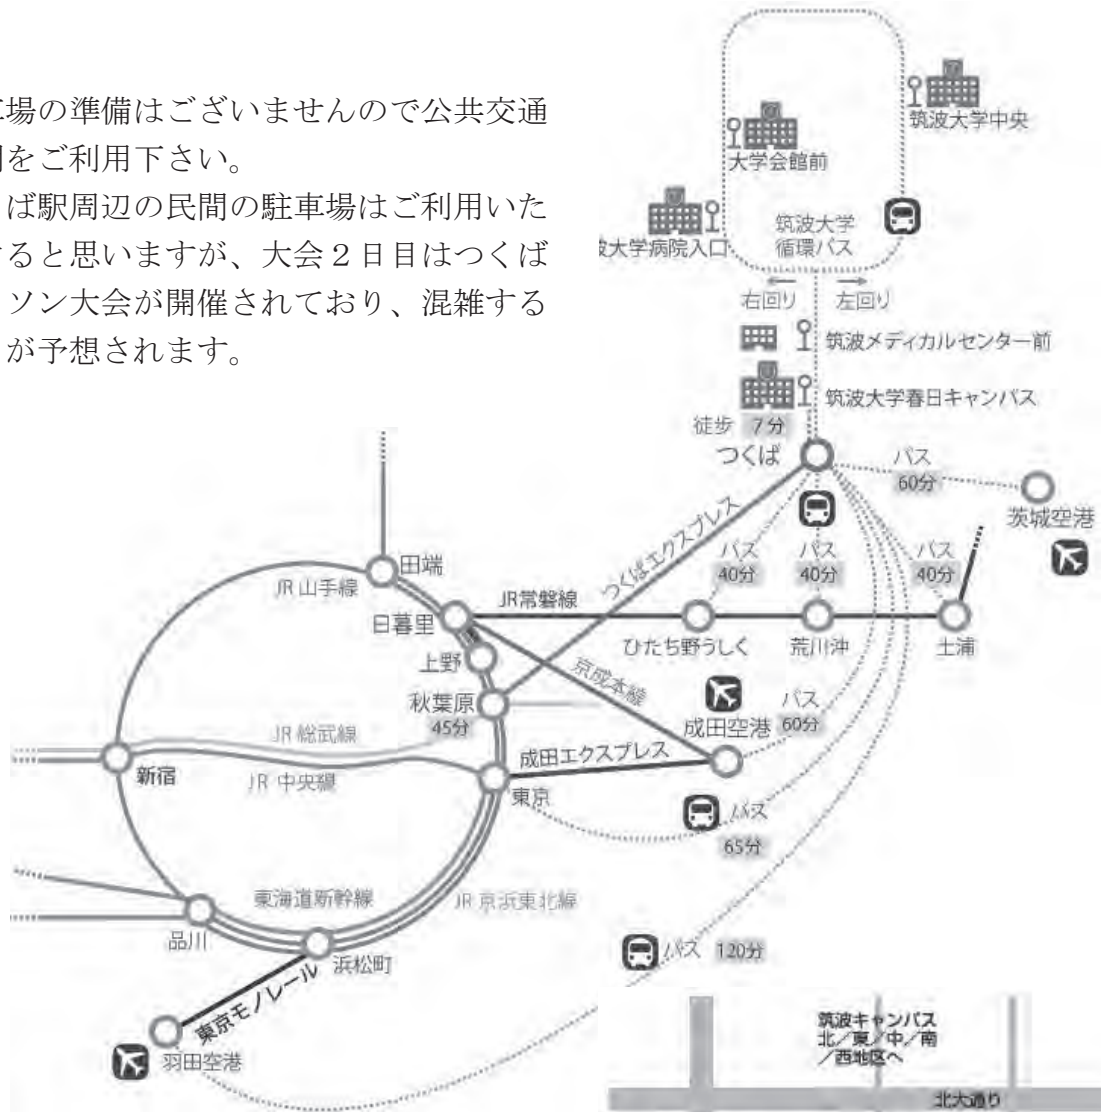 車場の準備はございませんので公共交通
をご利用下さい。
ば駅周辺の民間の駐車場はご利用いた
ると思いますが、大会２日目はつくば
ソン大会が開催されており、混雑する
が予想されます。
筑波大学中央
大学会館前
波大学病院入口
筑波大学
循環バス
右回り
左回り
筑波メディカルセンター前
筑波大学春日キャンパス
徒歩 7分
つくば
バス
60分
茨城空港
つくばエクスプレス
バス
40分
バス
40分
バス
40分
田端
JR山手線
日暮里
JR常磐線
ひたち野うしく
荒川沖
土浦
上野
京成本線
秋葉原
45分
成田空港
バス
60分
JR 総武線
成田エクスプレス
新宿
JR 中央線
東京
バス
65分
東海道新幹線
JR 京浜東北線
品川
浜松町
バス 120分
東京モノレール
羽田空港
筑波キャンパス
北／東／中／南
／西地区へ
北大通り